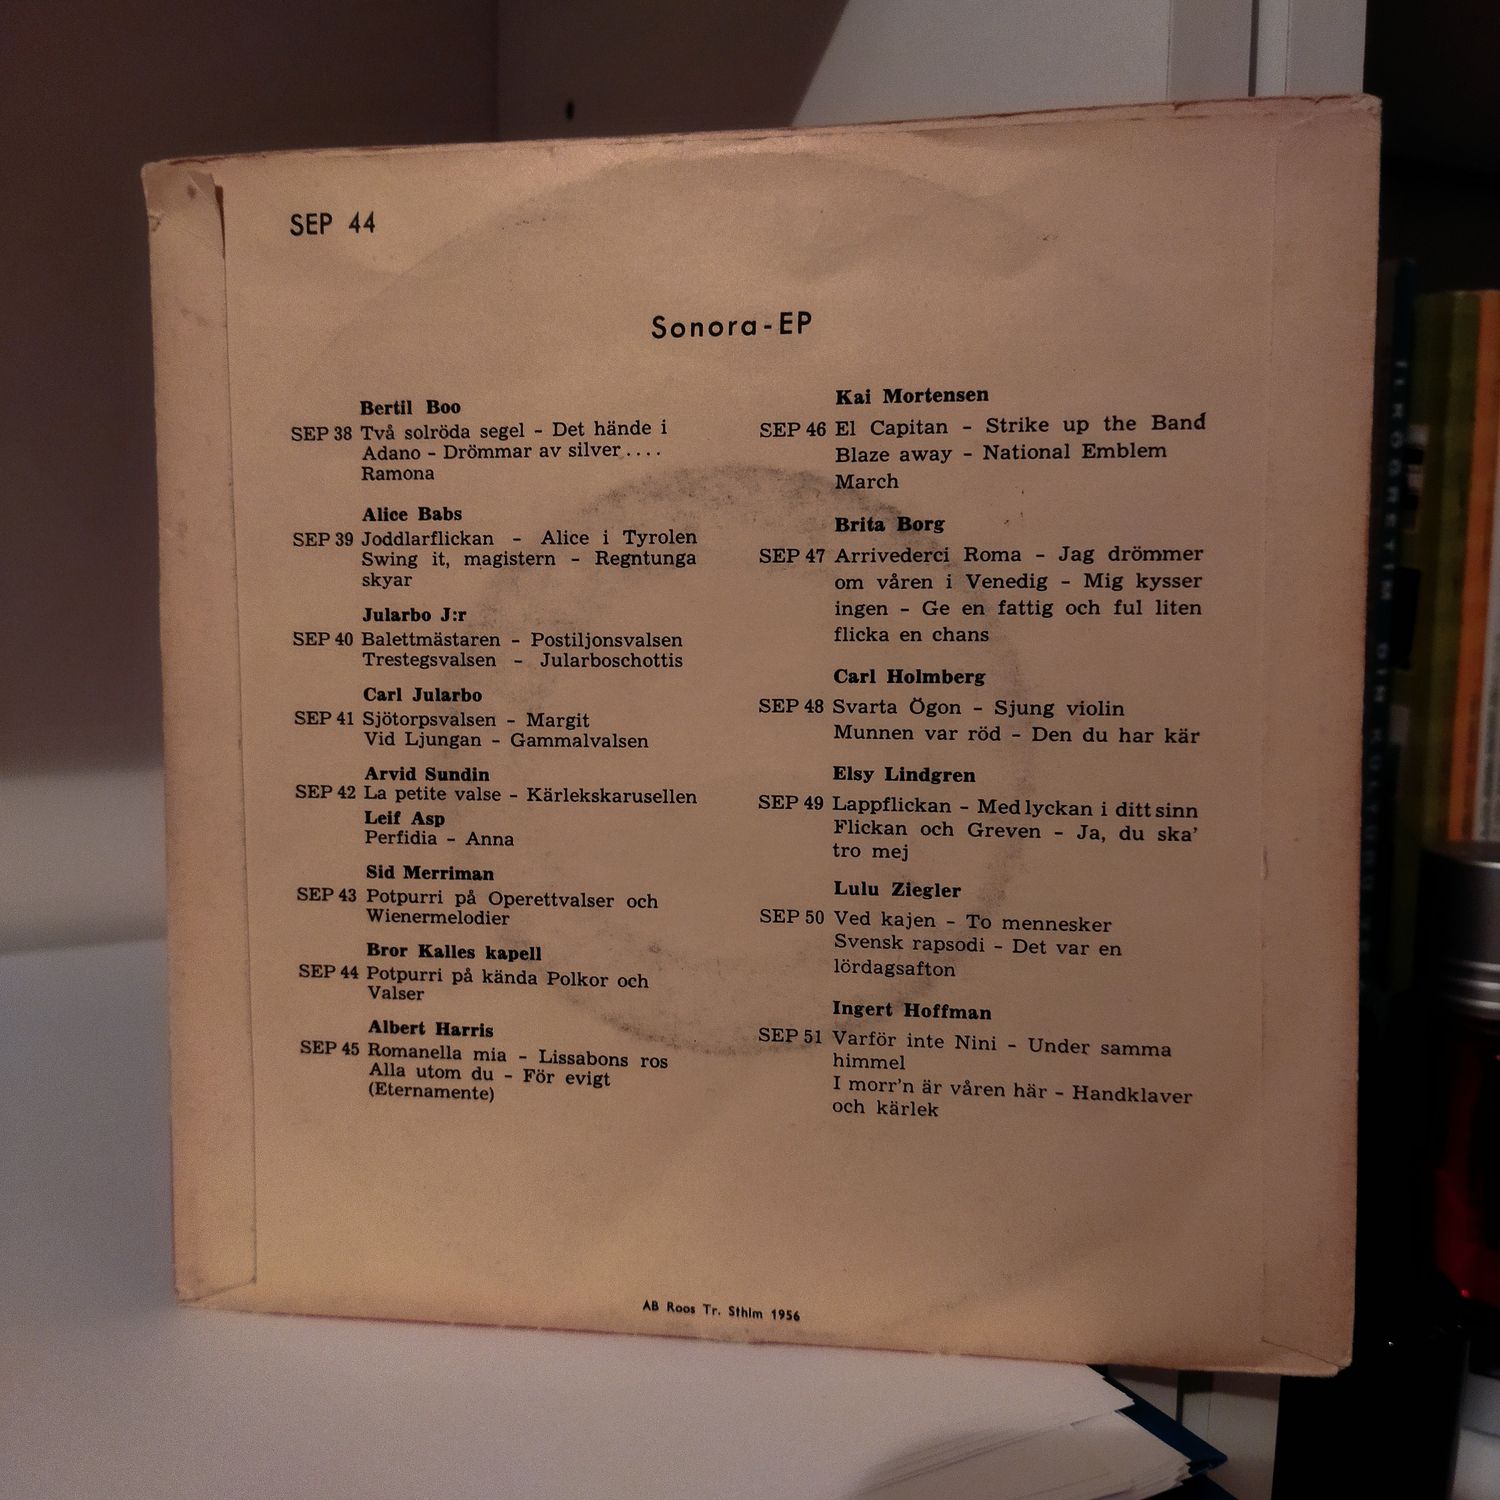 SEP 44
Sonora-EP
Bertil Boo
SEP 38 Två solröda segel - Det hände i
Adano - Drömmar av silver ....
Ramona
Alice Babs
SEP 39 Joddlarflickan - Alice i Tyrolen
Swing it, magistern - Regntunga
skyar
Jularbo J:r
SEP 40 Balettmästaren - Postiljonsvalsen
Trestegsvalsen - Jularboschottis
Carl Jularbo
SEP 41 Sjötorpsvalsen - Margit
Vid Ljungan - Gammalvalsen
Arvid Sundin
SEP 42 La petite valse - Kärlekskarusellen
Leif Asp
Perfidia - Anna
Sid Merriman
SEP 43 Potpurri på Operettvalser och
Wienermelodier
Bror Kalles kapell
SEP 44 Potpurri på kända Polkor och
Valser
Albert Harris
SEP 45 Romanella mia - Lissabons ros
Alla utom du - För evigt
(Eternamente)
Kai Mortensen
SEP 46 El Capitan - Strike up the Band
Blaze away - National Emblem
March
Brita Borg
SEP 47 Arrivederci Roma - Jag drömmer
om våren i Venedig - Mig kysser
ingen - Ge en fattig och ful liten
flicka en chans
Carl Holmberg
SEP 48 Svarta Ögon - Sjung violin
Munnen var röd - Den du har kär
Elsy Lindgren
SEP 49 Lappflickan - Med lyckan i ditt sinn
Flickan och Greven - Ja, du ska'
tro mej
Lulu Ziegler
SEP 50 Ved kajen - To mennesker
Svensk rapsodi - Det var en
lördagsafton
Ingert Hoffman
SEP 51 Varför inte Nini - Under samma
himmel
I morr'n är våren här - Handklaver
och kärlek
AB Roos Tr. Sthlm 1956